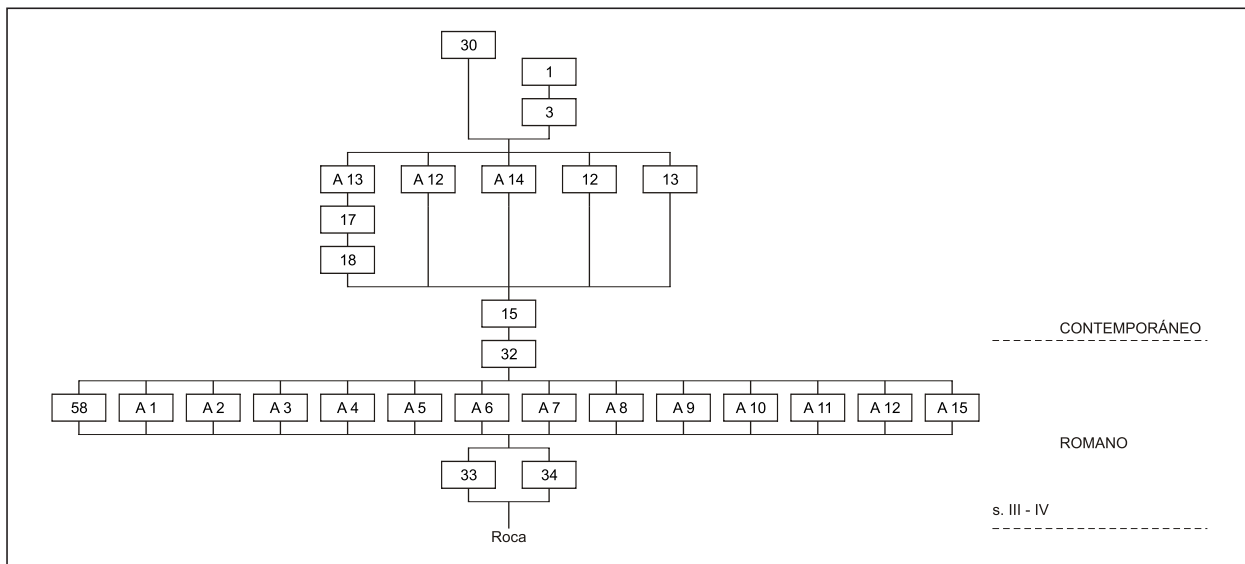 30
1
3
A 13 A 12 A 14 12 13
17
18
15
CONTEMPORÁNEO
32
58 A 1 A 2 A 3 A 4 A 5 A 6 A 7 A 8 A 9 A 10 A 11 A 12 A 15
ROMANO
33 34
s. III - IV
Roca